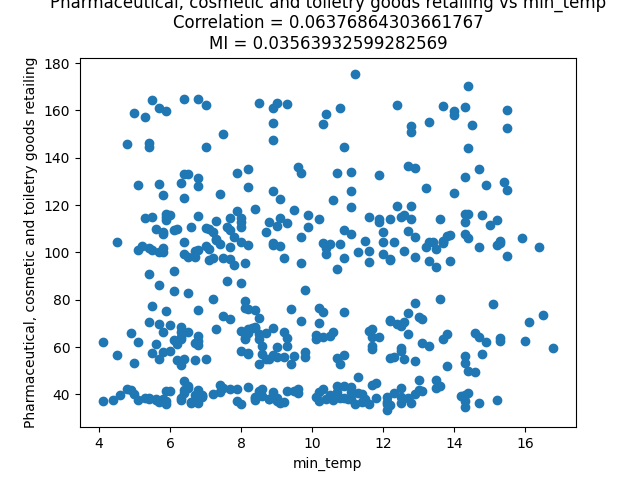 Pharmaceutical, cosmetic and toiletry goods retailing vs min_temp
Correlation = 0.06376864303661767
MI = 0.03563932599282569
Pharmaceutical, cosmetic and toiletry goods retailing
180
160
140
120
100
80
60
40
4 6 8 10 12 14 16
min_temp